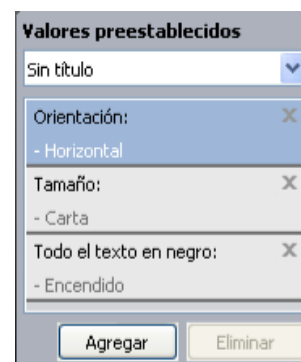 Valores preestablecidos
Sin título
Orientación:
- Horizontal
Tamaño:
- Carta
Todo el texto en negro:
- Encendido
Agregar Eliminar